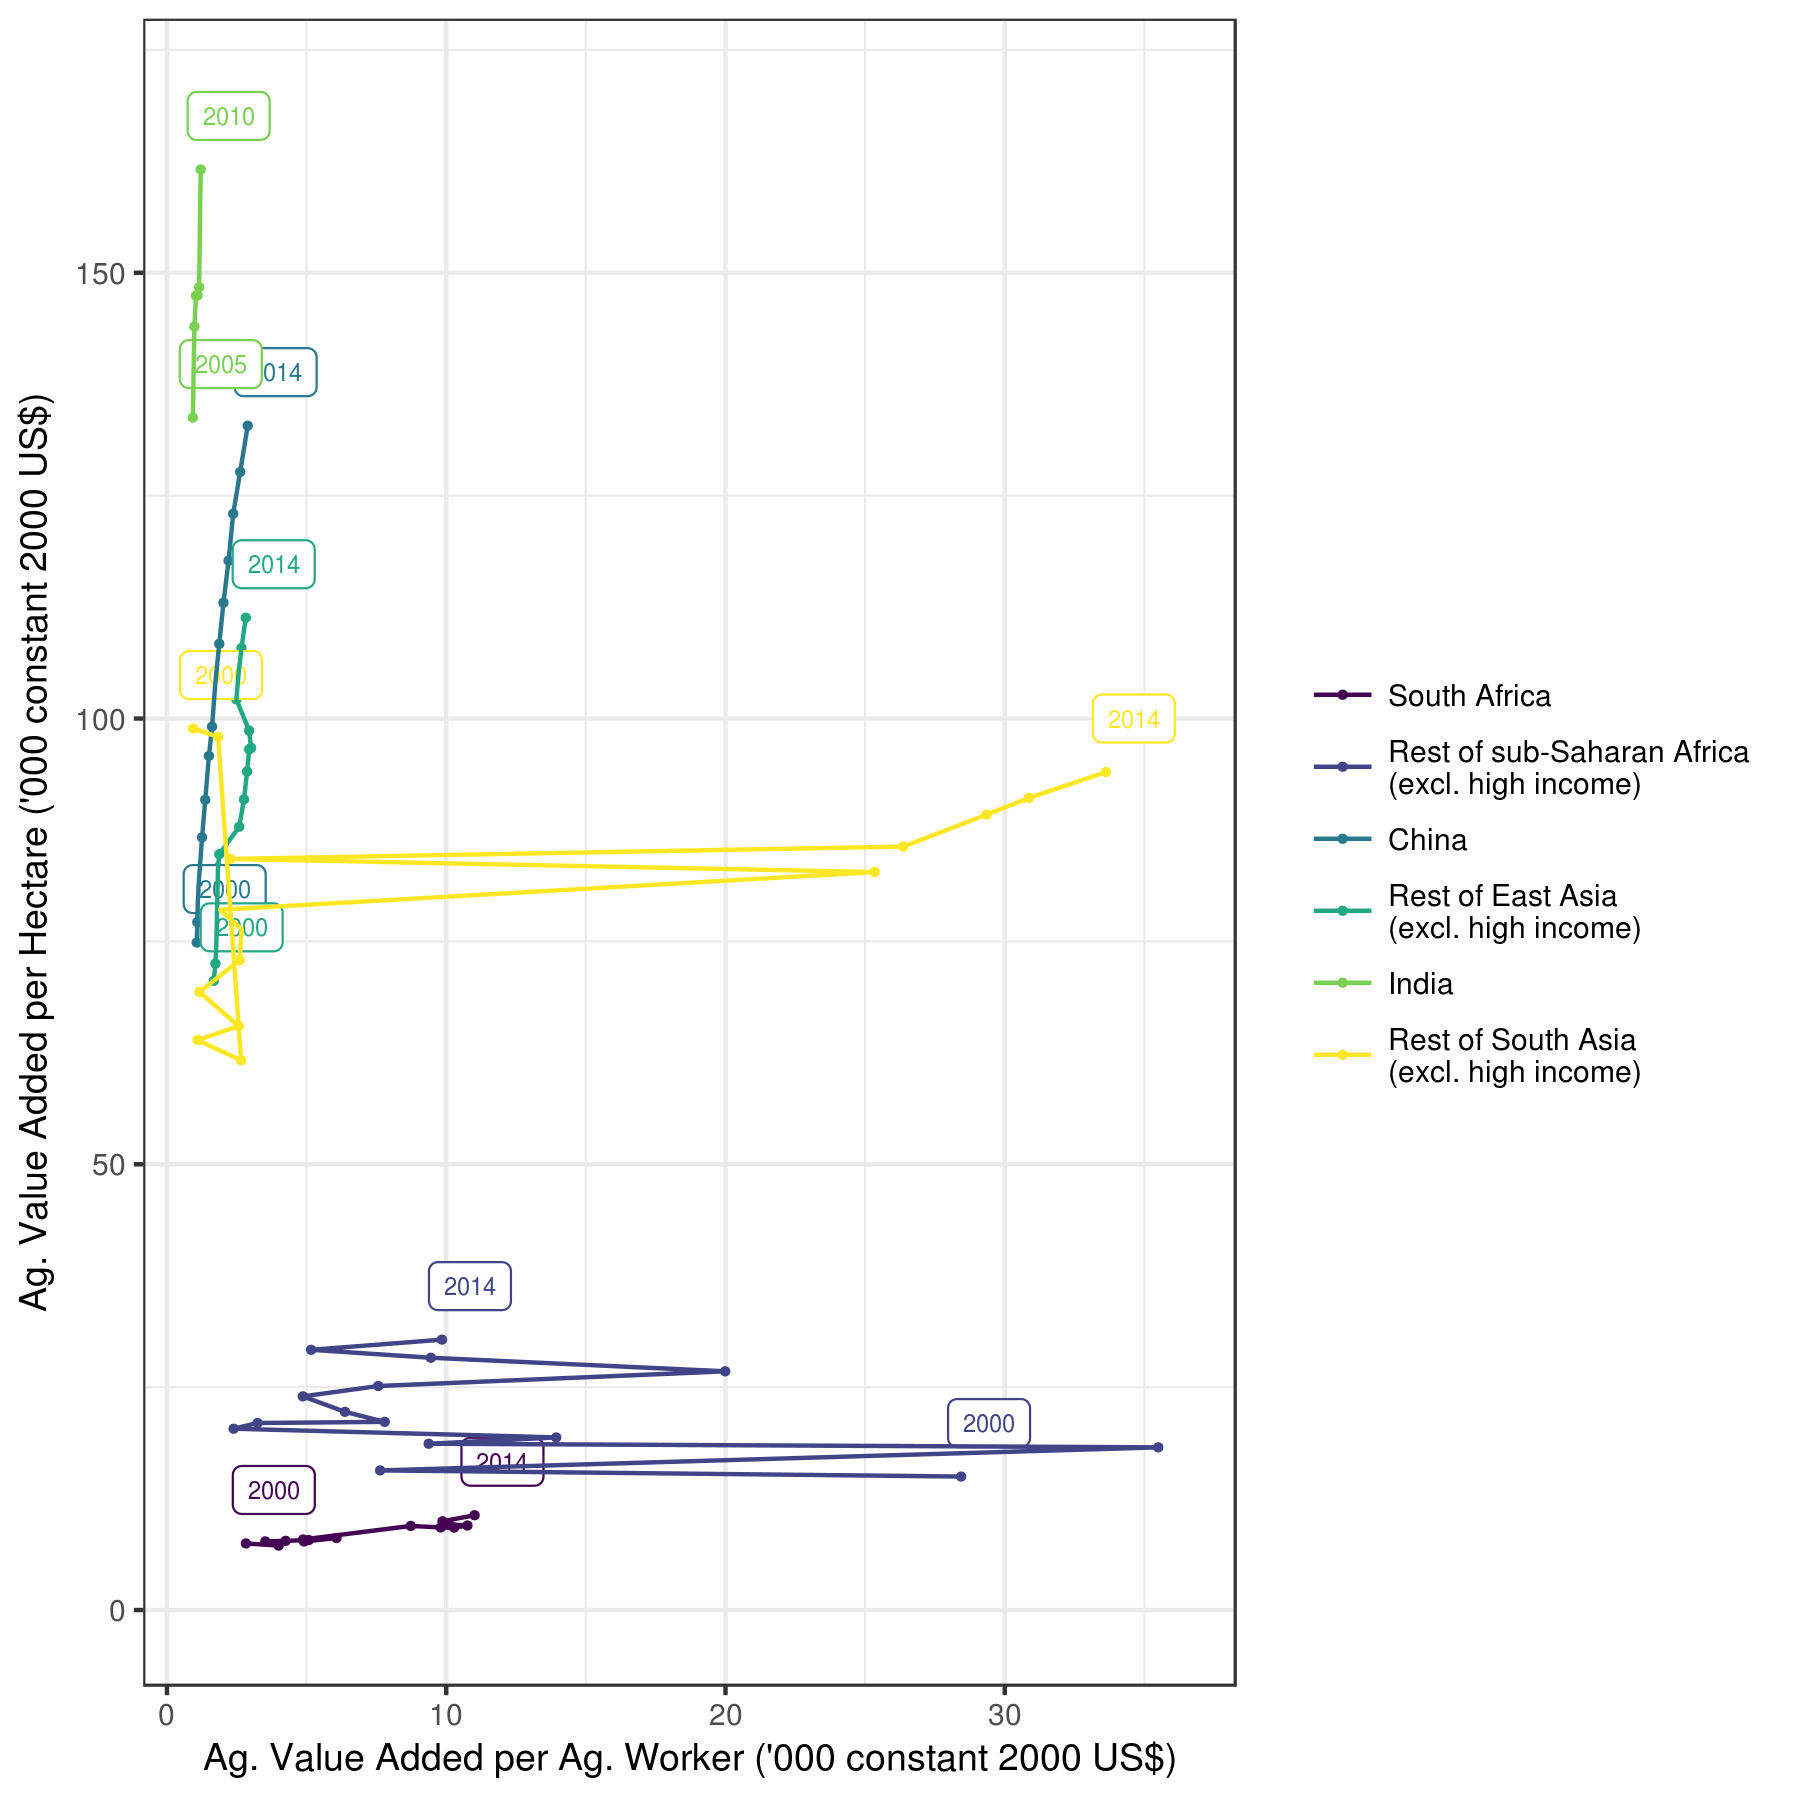 2010
150
2005
014
2014
2000
100
2014
2000
2000
50
2014
2000
2014
2000
0
0 10 20 30
Ag. Value Added per Ag. Worker ('000 constant 2000 US$)
Ag. Value Added per Hectare ('000 constant 2000 US$)
South Africa
Rest of sub-Saharan Africa
(excl. high income)
China
Rest of East Asia
(excl. high income)
India
Rest of South Asia
(excl. high income)